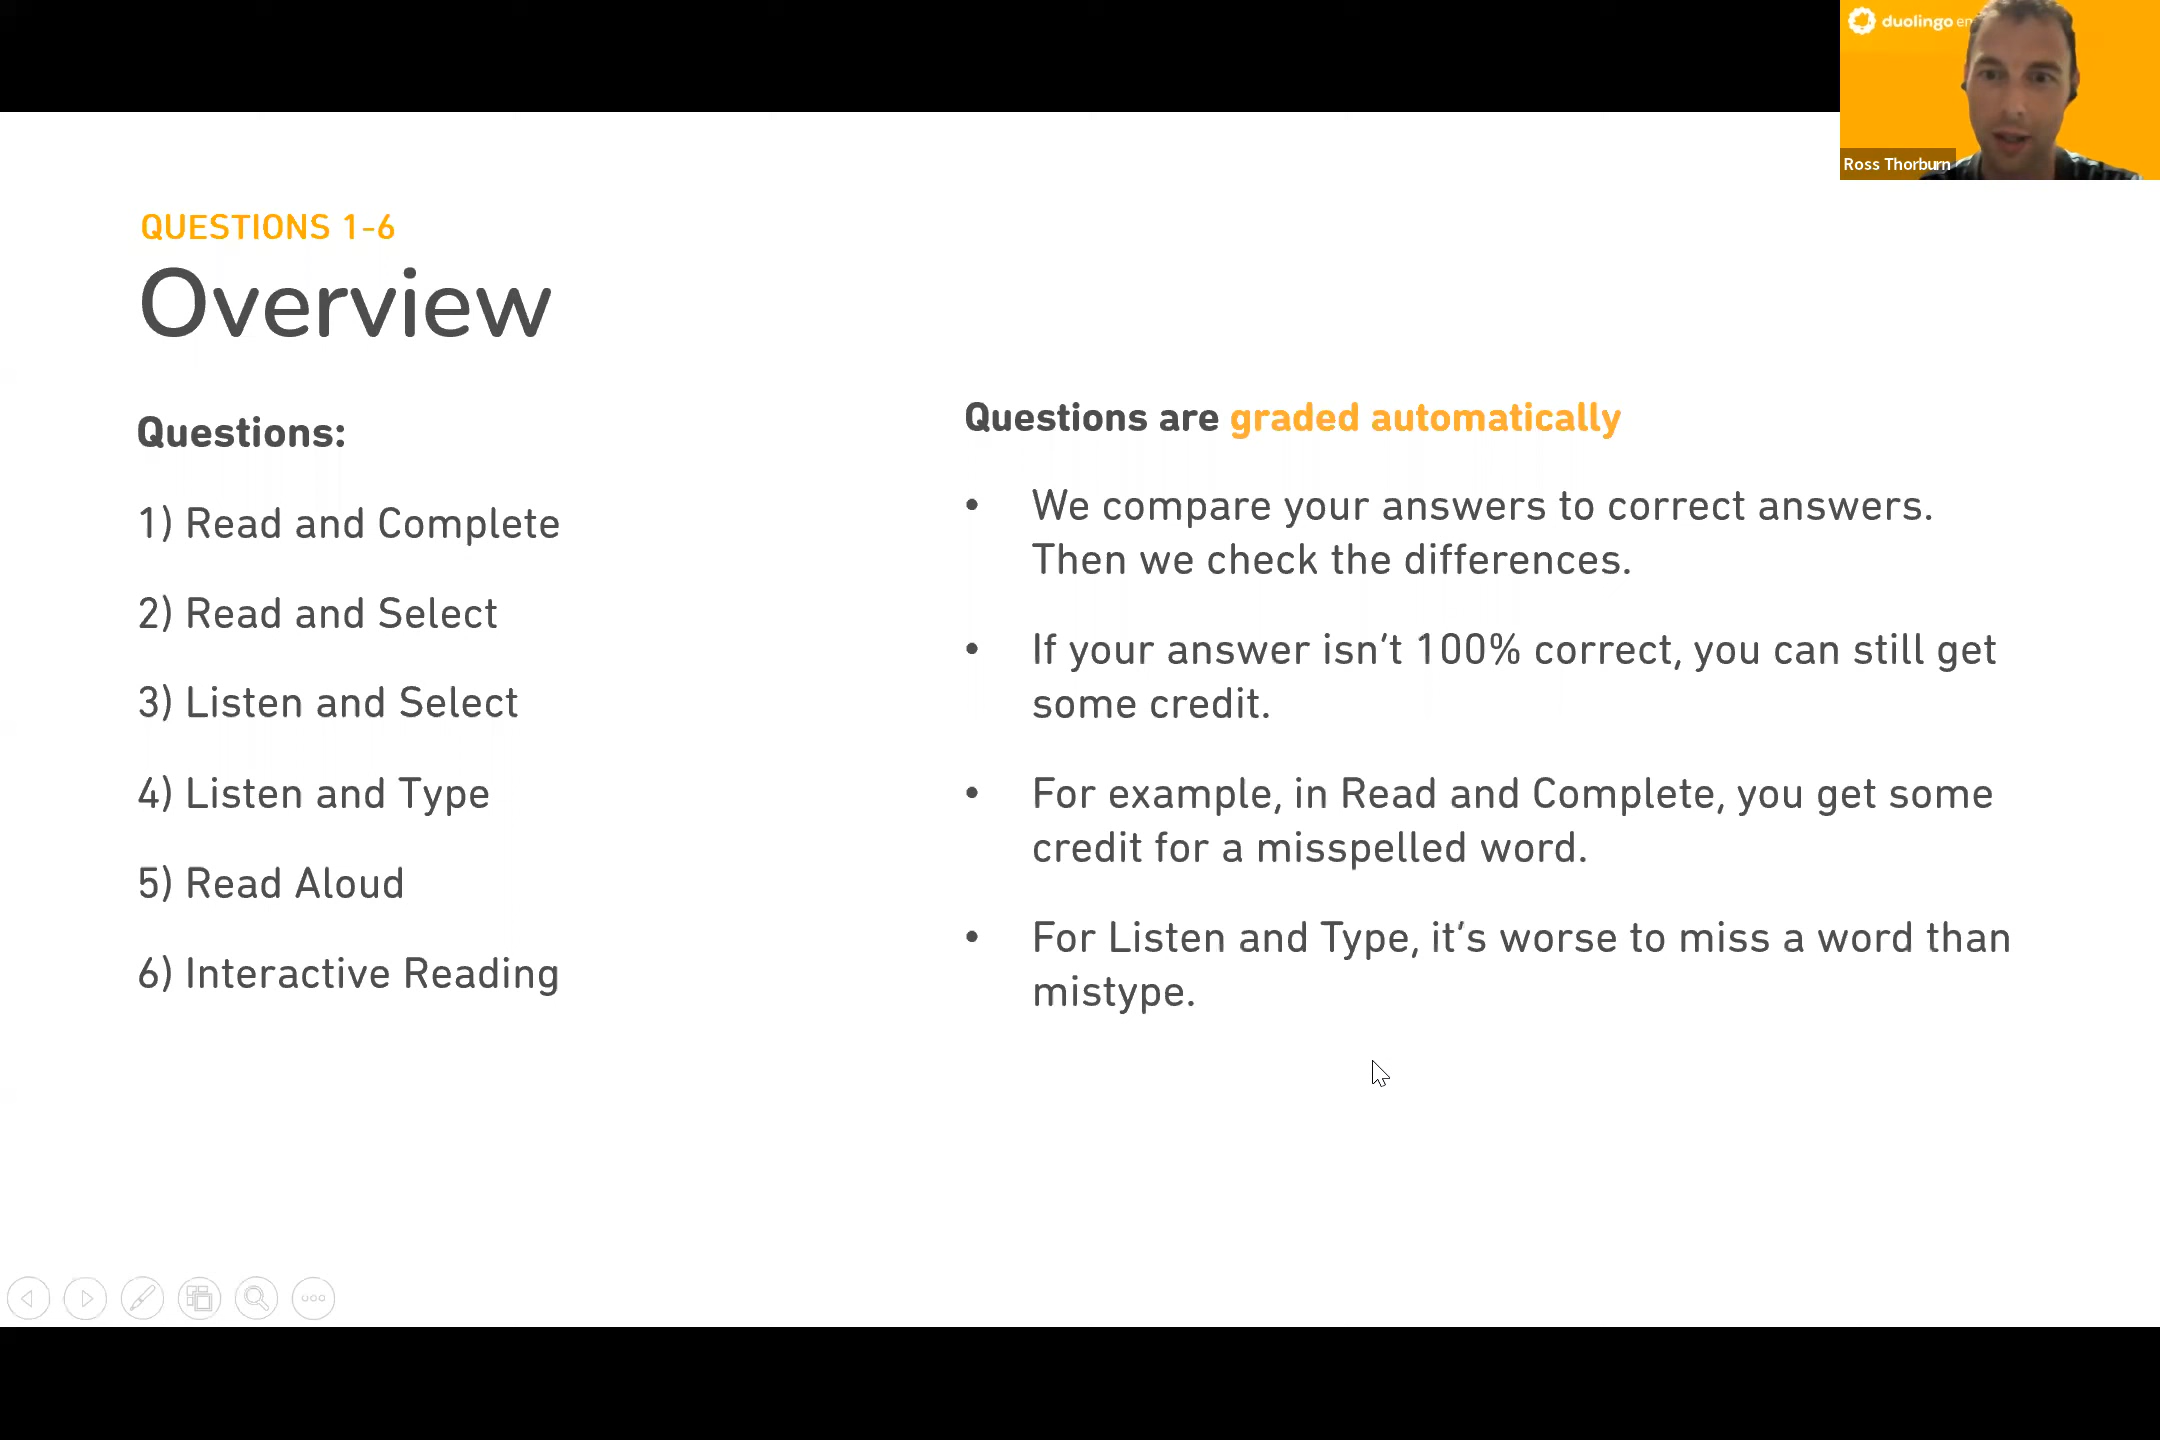 duolingo en
Ross Thorburn
QUESTIONS 1-6
Overview
Questions:
1) Read and Complete
2) Read and Select
3) Listen and Select
4) Listen and Type
5) Read Aloud
6) Interactive Reading
Questions are graded automatically
• We compare your answers to correct answers.
Then we check the differences.
• If your answer isn’t 100% correct, you can still get
some credit.
• For example, in Read and Complete, you get some
credit for a misspelled word.
• For Listen and Type, it’s worse to miss a word than
mistype.